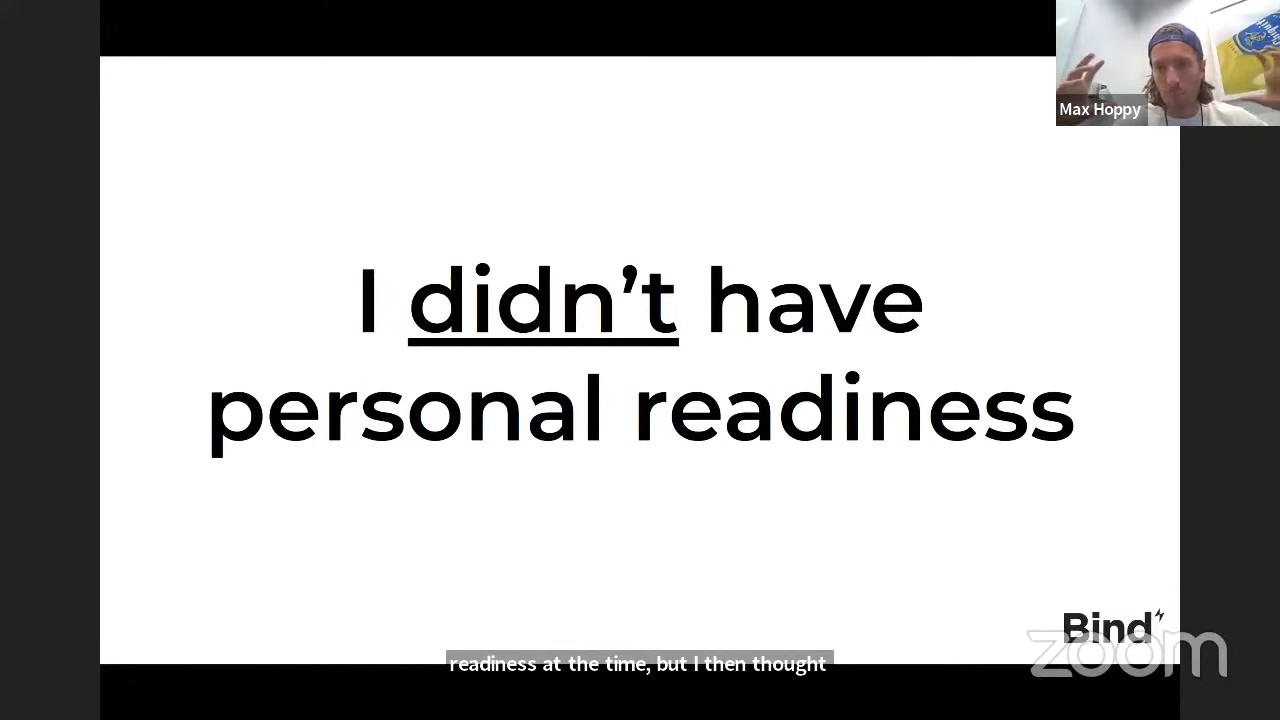 Max Hoppy
I didn’t have
personal readiness
Bind
zoom
readiness at the time, but I then thought